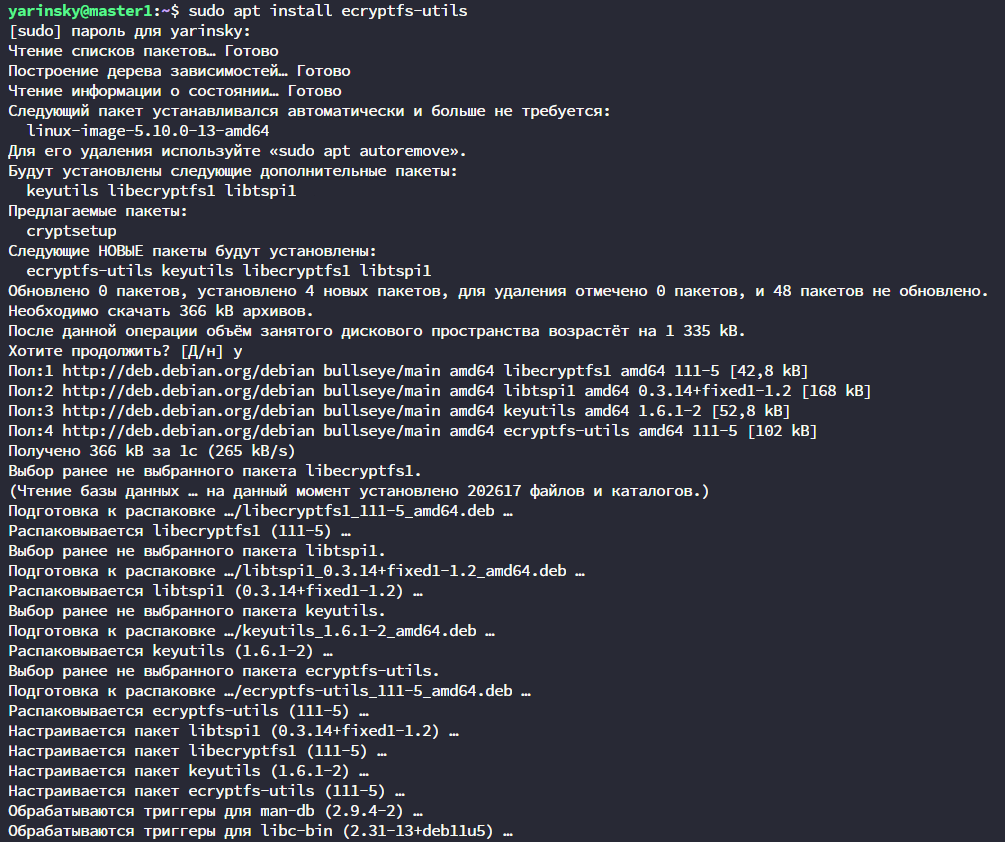 yarinsky@master1:~$ sudo apt install ecryptfs-utils
[sudo] пароль для yarinsky:
Чтение списков пакетов… Готово
Построение дерева зависимостей… Готово
Чтение информации о состоянии… Готово
Следующий пакет устанавливался автоматически и больше не требуется:
  linux-image-5.10.0-13-amd64
Для его удаления используйте «sudo apt autoremove».
Будут установлены следующие дополнительные пакеты:
  keyutils libecryptfs1 libtspi1
Предлагаемые пакеты:
  cryptsetup
Следующие НОВЫЕ пакеты будут установлены:
  ecryptfs-utils keyutils libecryptfs1 libtspi1
Обновлено 0 пакетов, установлено 4 новых пакетов, для удаления отмечено 0 пакетов, и 48 пакетов не обновлено.
Необходимо скачать 366 kB архивов.
После данной операции объём занятого дискового пространства возрастёт на 1 335 kB.
Хотите продолжить? [Д/н] y
Пол:1 http://deb.debian.org/debian bullseye/main amd64 libecryptfs1 amd64 111-5 [42,8 kB]
Пол:2 http://deb.debian.org/debian bullseye/main amd64 libtspi1 amd64 0.3.14+fixed1-1.2 [168 kB]
Пол:3 http://deb.debian.org/debian bullseye/main amd64 keyutils amd64 1.6.1-2 [52,8 kB]
Пол:4 http://deb.debian.org/debian bullseye/main amd64 ecryptfs-utils amd64 111-5 [102 kB]
Получено 366 kB за 1с (265 kB/s)
Выбор ранее не выбранного пакета libecryptfs1.
(Чтение базы данных … на данный момент установлено 202617 файлов и каталогов.)
Подготовка к распаковке …/libecryptfs1_111-5_amd64.deb …
Распаковывается libecryptfs1 (111-5) …
Выбор ранее не выбранного пакета libtspi1.
Подготовка к распаковке …/libtspi1_0.3.14+fixed1-1.2_amd64.deb …
Распаковывается libtspi1 (0.3.14+fixed1-1.2) …
Выбор ранее не выбранного пакета keyutils.
Подготовка к распаковке …/keyutils_1.6.1-2_amd64.deb …
Распаковывается keyutils (1.6.1-2) …
Выбор ранее не выбранного пакета ecryptfs-utils.
Подготовка к распаковке …/ecryptfs-utils_111-5_amd64.deb …
Распаковывается ecryptfs-utils (111-5) …
Настраивается пакет libtspi1 (0.3.14+fixed1-1.2) …
Настраивается пакет libecryptfs1 (111-5) …
Настраивается пакет keyutils (1.6.1-2) …
Настраивается пакет ecryptfs-utils (111-5) …
Обрабатываются триггеры для man-db (2.9.4-2) …
Обрабатываются триггеры для libc-bin (2.31-13+deb11u5) …